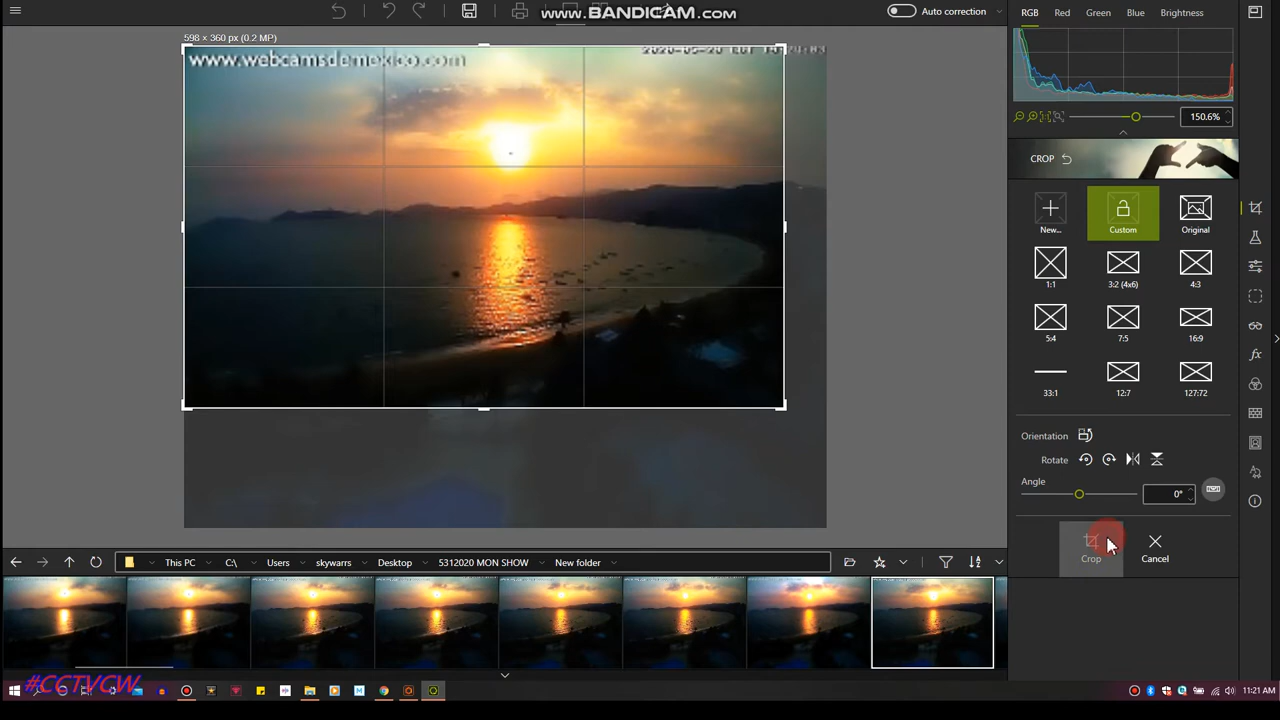 www.BANDICAM.com
Auto correction
RGB Red Green Blue Brightness
598 × 360 px (0.2 MP)
www.webcamsdemexico.com
150.6%
CROP
New... Custom Original
1:1 3:2 (4x6) 4:3
5:4 7:5 16:9
33:1 12:7 127:72
Orientation
Rotate
Angle
0°
Crop Cancel
This PC C:\ Users skywarrs Desktop 5312020 MON SHOW New folder
#CCTVCW
11:21 AM